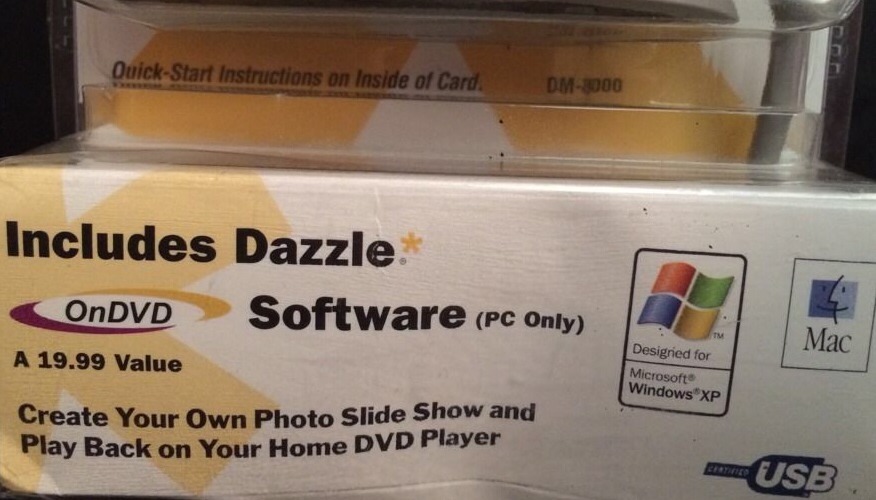 Quick-Start Instructions on Inside of Card. DM-8000
Includes Dazzle*®
OnDVD Software (PC Only)
A 19.99 Value
Create Your Own Photo Slide Show and
Play Back on Your Home DVD Player
TM
Designed for
Microsoft®
Windows®XP
Mac
CERTIFIED USB